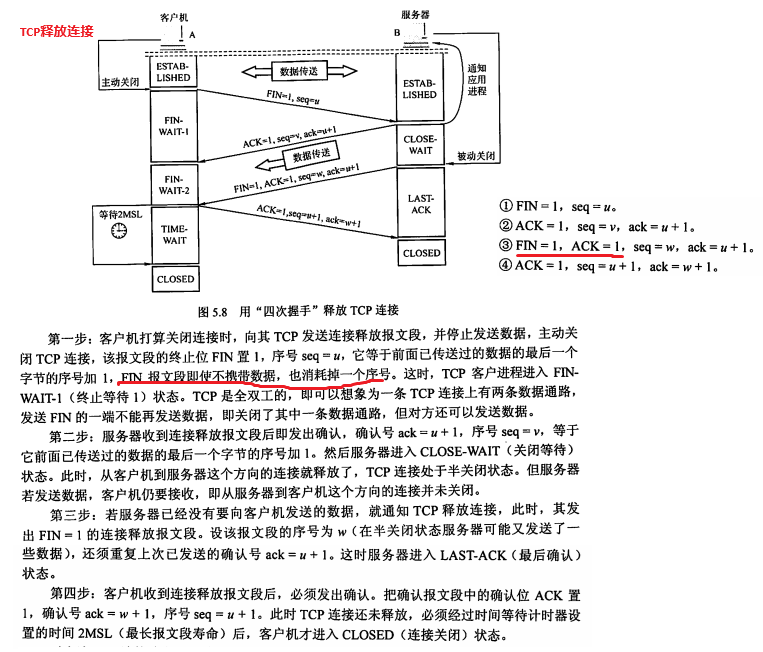 TCP释放连接
客户机
服务器
A
B
ESTAB-
LISHED
数据传送
ESTAB-
LISHED
通知
应用
进程
主动关闭
FIN=1, seq=u
FIN-
WAIT-1
ACK=1, seq=v, ack=u+1
CLOSE-
WAIT
数据传送
被动关闭
FIN=1, ACK=1, seq=w, ack=u+1
FIN-
WAIT-2
LAST-
ACK
等待2MSL
ACK=1,seq=u+1, ack=w+1
TIME-
WAIT
CLOSED
CLOSED
① FIN = 1，seq = u。
② ACK = 1，seq = v，ack = u + 1。
③ FIN = 1，ACK = 1，seq = w，ack = u + 1。
④ ACK = 1，seq = u + 1，ack = w + 1。
图 5.8 用“四次握手”释放 TCP 连接
第一步：客户机打算关闭连接时，向其 TCP 发送连接释放报文段，并停止发送数据，主动关
闭 TCP 连接，该报文段的终止位 FIN 置 1，序号 seq = u，它等于前面已传送过的数据的最后一个
字节的序号加 1，FIN 报文段即使不携带数据，也消耗掉一个序号。这时，TCP 客户进程进入 FIN-
WAIT-1（终止等待 1）状态。TCP 是全双工的，即可以想象为一条 TCP 连接上有两条数据通路，
发送 FIN 的一端不能再发送数据，即关闭了其中一条数据通路，但对方还可以发送数据。
第二步：服务器收到连接释放报文段后即发出确认，确认号 ack = u + 1，序号 seq = v，等于
它前面已传送过的数据的最后一个字节的序号加 1。然后服务器进入 CLOSE-WAIT（关闭等待）
状态。此时，从客户机到服务器这个方向的连接就释放了，TCP 连接处于半关闭状态。但服务器
若发送数据，客户机仍要接收，即从服务器到客户机这个方向的连接并未关闭。
第三步：若服务器已经没有要向客户机发送的数据，就通知 TCP 释放连接，此时，其发
出 FIN = 1 的连接释放报文段。设该报文段的序号为 w（在半关闭状态服务器可能又发送了一
些数据），还须重复上次已发送的确认号 ack = u + 1。这时服务器进入 LAST-ACK（最后确认）
状态。
第四步：客户机收到连接释放报文段后，必须发出确认。把确认报文段中的确认位 ACK 置
1，确认号 ack = w + 1，序号 seq = u + 1。此时 TCP 连接还未释放，必须经过时间等待计时器设
置的时间 2MSL（最长报文段寿命）后，客户机才进入 CLOSED（连接关闭）状态。